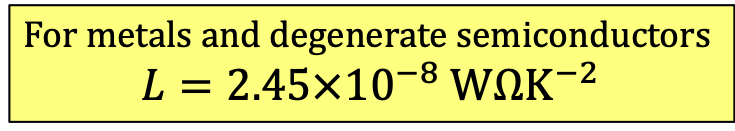 For metals and degenerate semiconductors
L = 2.45×10⁻⁸ WΩK⁻²